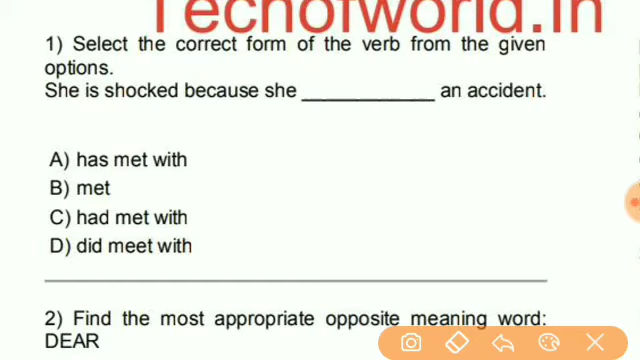 Techofworld.In
1) Select the correct form of the verb from the given
options.
She is shocked because she ____________ an accident.
A) has met with
B) met
C) had met with
D) did meet with
2) Find the most appropriate opposite meaning word:
DEAR